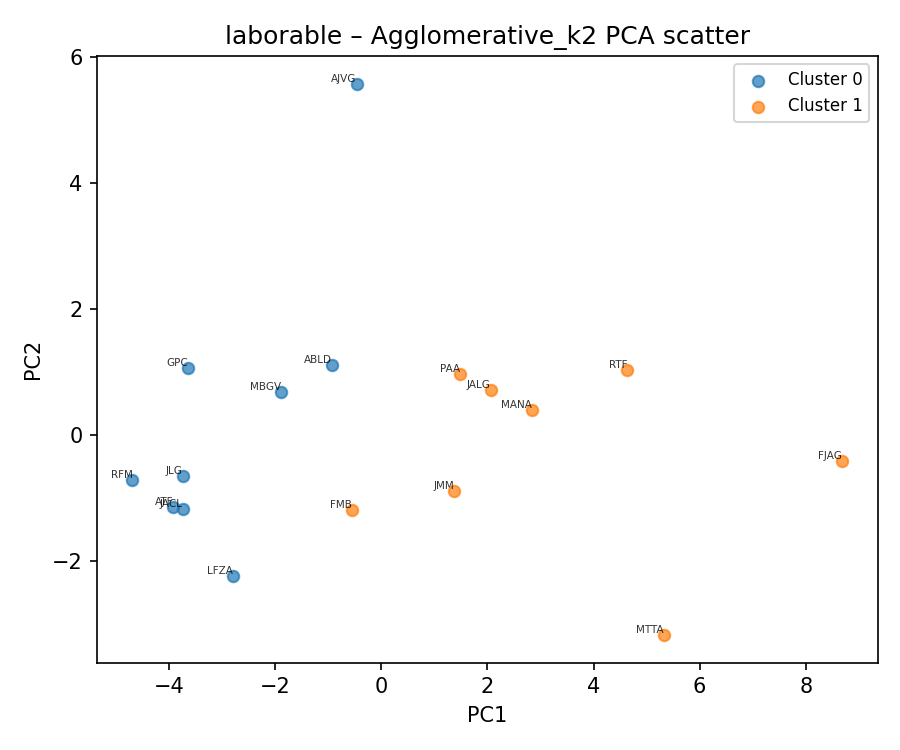 laborable – Agglomerative_k2 PCA scatter
Cluster 0
Cluster 1
AJVG
GPC
ABLD
MBGV
PAA
JALG
MANA
RTF
FJAG
RFM
JLG
JACL
JMM
FMB
LFZA
MTTA
6
4
2
0
−2
PC2
−4
−2
0
2
4
6
8
PC1